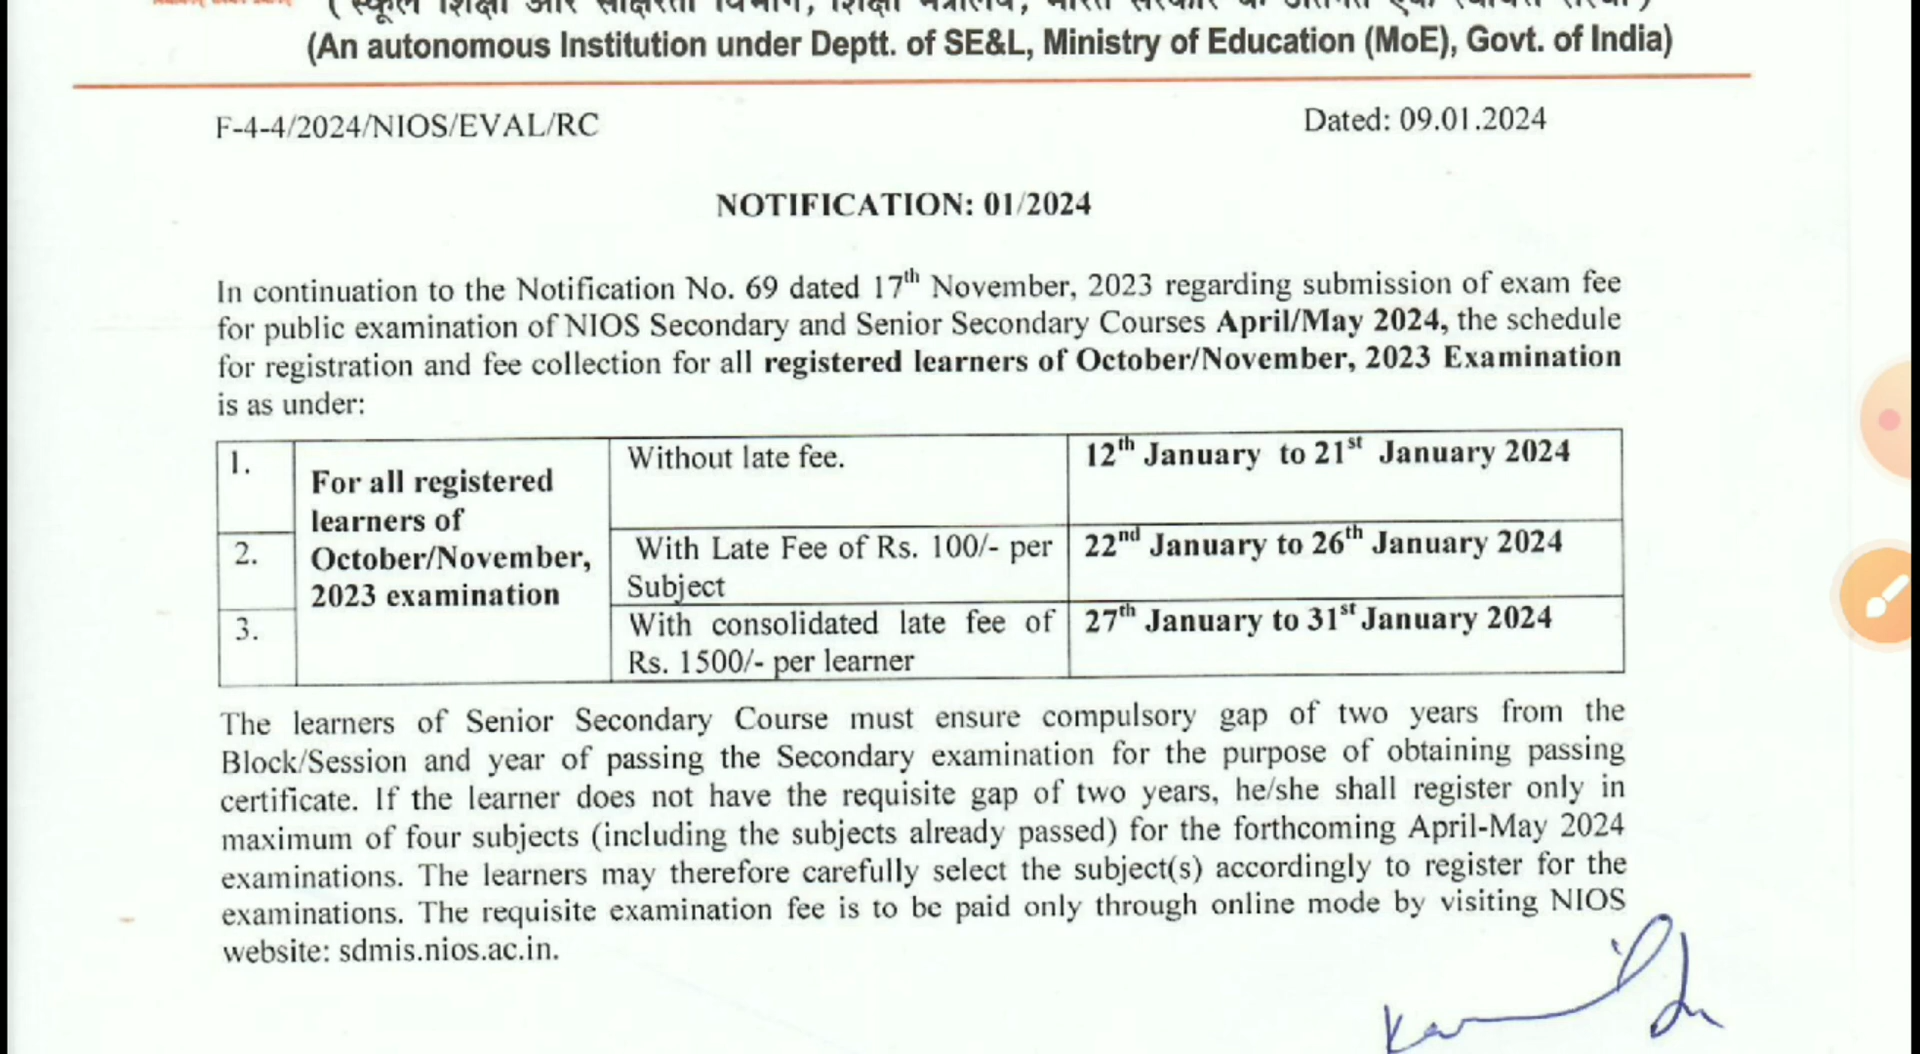 (An autonomous Institution under Deptt. of SE&L, Ministry of Education (MoE), Govt. of India)
F-4-4/2024/NIOS/EVAL/RC
Dated: 09.01.2024
NOTIFICATION: 01/2024
In continuation to the Notification No. 69 dated 17th November, 2023 regarding submission of exam fee
for public examination of NIOS Secondary and Senior Secondary Courses April/May 2024, the schedule
for registration and fee collection for all registered learners of October/November, 2023 Examination
is as under:
1.
For all registered
learners of
October/November,
2023 examination
Without late fee.
12th January to 21st January 2024
2.
With Late Fee of Rs. 100/- per
Subject
22nd January to 26th January 2024
3.
With consolidated late fee of
Rs. 1500/- per learner
27th January to 31st January 2024
The learners of Senior Secondary Course must ensure compulsory gap of two years from the
Block/Session and year of passing the Secondary examination for the purpose of obtaining passing
certificate. If the learner does not have the requisite gap of two years, he/she shall register only in
maximum of four subjects (including the subjects already passed) for the forthcoming April-May 2024
examinations. The learners may therefore carefully select the subject(s) accordingly to register for the
examinations. The requisite examination fee is to be paid only through online mode by visiting NIOS
website: sdmis.nios.ac.in.